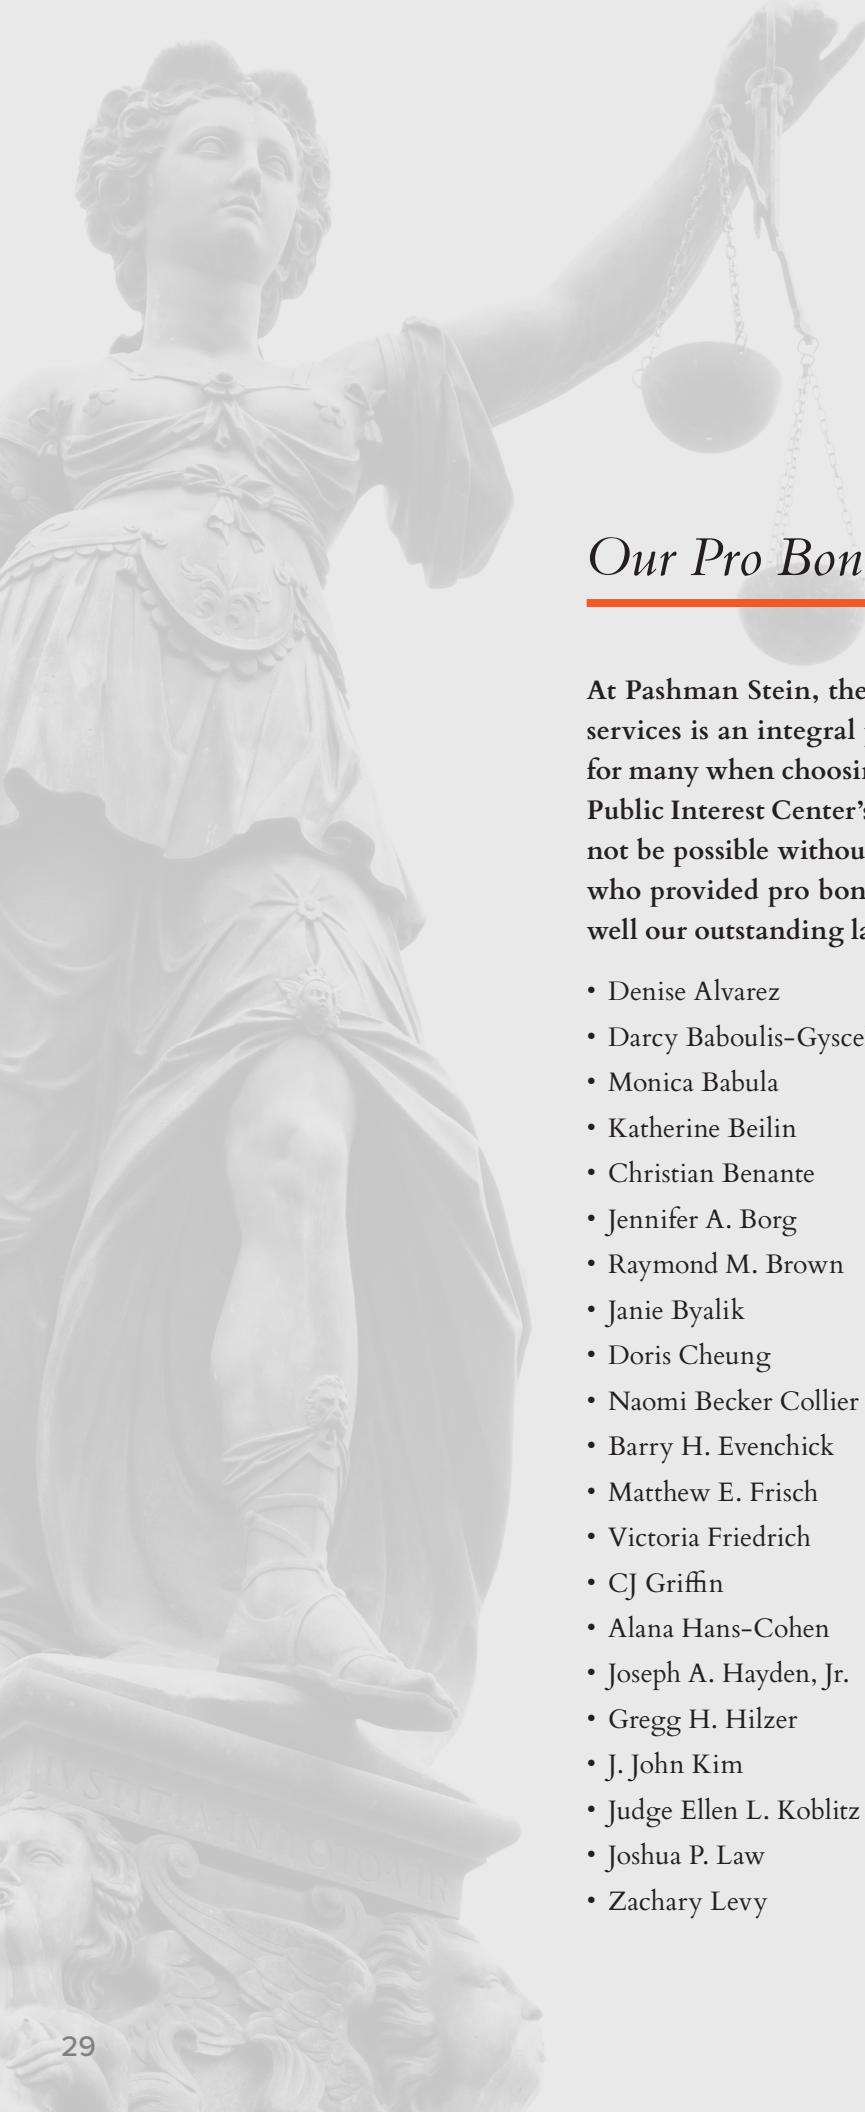 Our Pro Bon
At Pashman Stein, the
services is an integral
for many when choosin
Public Interest Center's
not be possible withou
who provided pro bon
well our outstanding la
• Denise Alvarez
• Darcy Baboulis-Gysce
• Monica Babula
• Katherine Beilin
• Christian Benante
• Jennifer A. Borg
• Raymond M. Brown
• Janie Byalik
• Doris Cheung
• Naomi Becker Collier
• Barry H. Evenchick
• Matthew E. Frisch
• Victoria Friedrich
• CJ Griffin
• Alana Hans-Cohen
• Joseph A. Hayden, Jr.
• Gregg H. Hilzer
• J. John Kim
• Judge Ellen L. Koblitz
• Joshua P. Law
• Zachary Levy
IVSTITIA IN
29